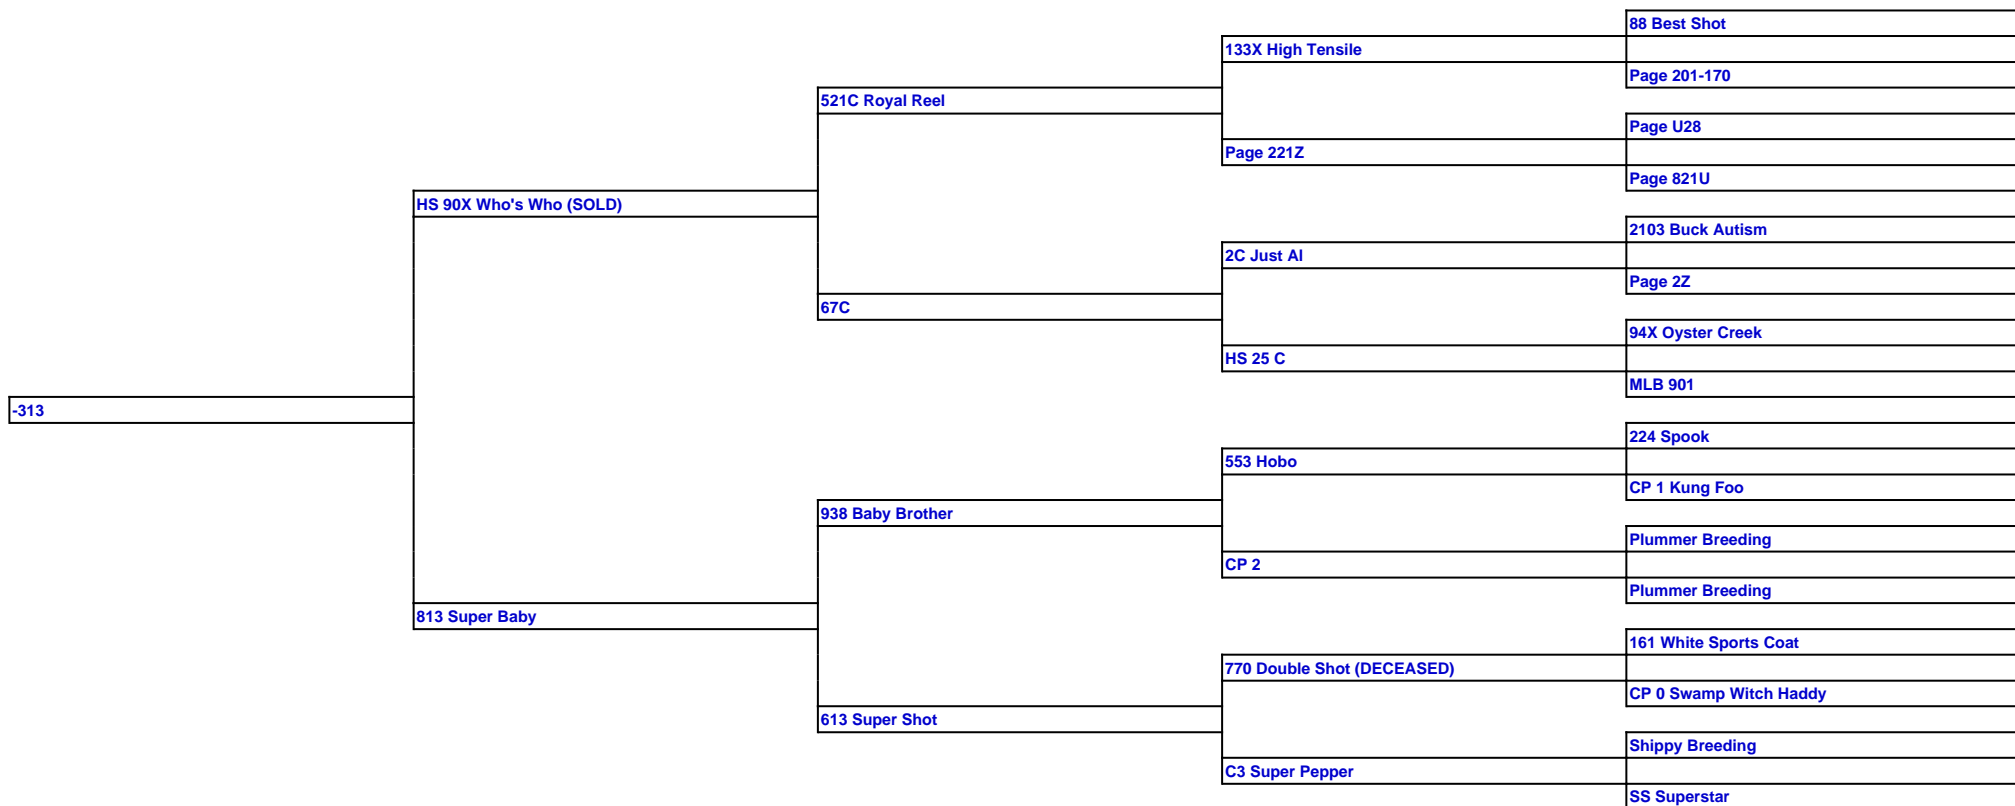 88 Best Shot
133X High Tensile
Page 201-170
521C Royal Reel
Page U28
Page 221Z
Page 821U
HS 90X Who's Who (SOLD)
2103 Buck Autism
2C Just AI
Page 2Z
67C
94X Oyster Creek
HS 25 C
MLB 901
-313
224 Spook
553 Hobo
CP 1 Kung Foo
938 Baby Brother
Plummer Breeding
CP 2
Plummer Breeding
813 Super Baby
161 White Sports Coat
770 Double Shot (DECEASED)
CP 0 Swamp Witch Haddy
613 Super Shot
Shippy Breeding
C3 Super Pepper
SS Superstar